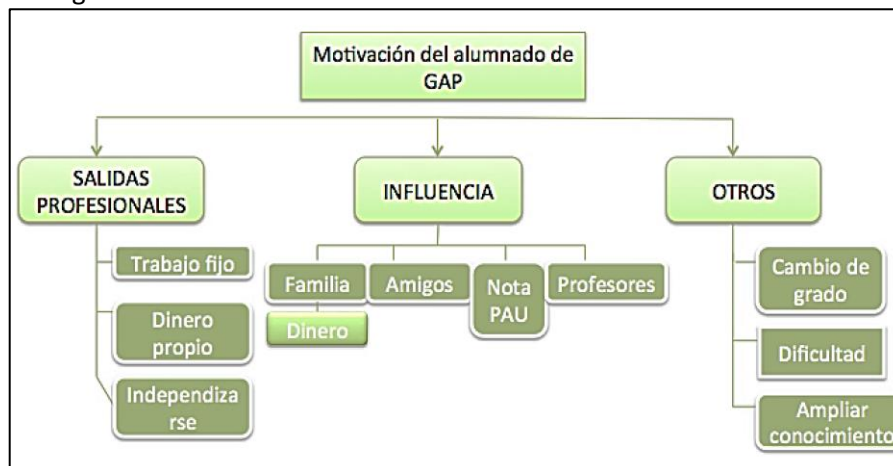 Motivación del alumnado de
GAP
SALIDAS
PROFESIONALES
INFLUENCIA
OTROS
Trabajo fijo
Dinero
propio
Independiza
rse
Familia
Amigos
Nota
PAU
Profesores
Dinero
Cambio de
grado
Dificultad
Ampliar
conocimiento